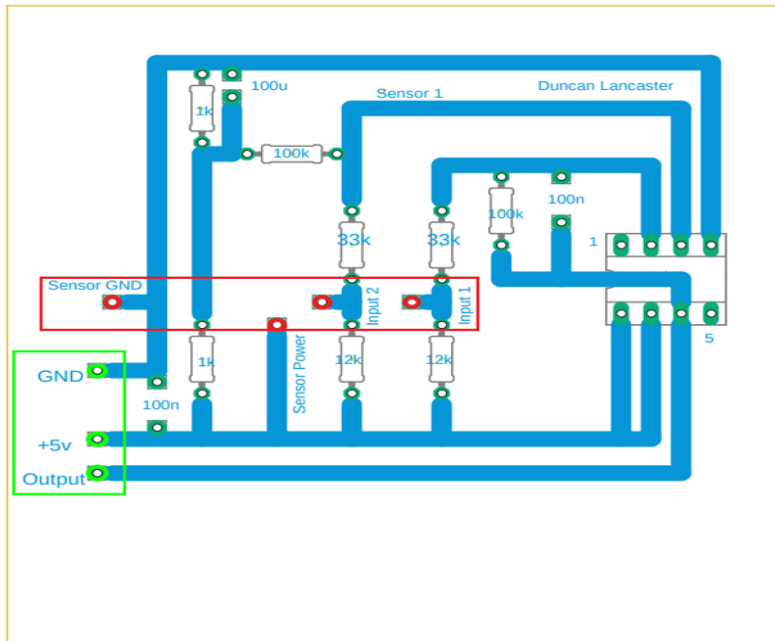 100u
Sensor 1
Duncan Lancaster
1k
100k
100k
100n
33k
33k
1
Sensor GND
Input 2
Input 1
5
Sensor Power
1k
12k
12k
GND
100n
+5v
Output